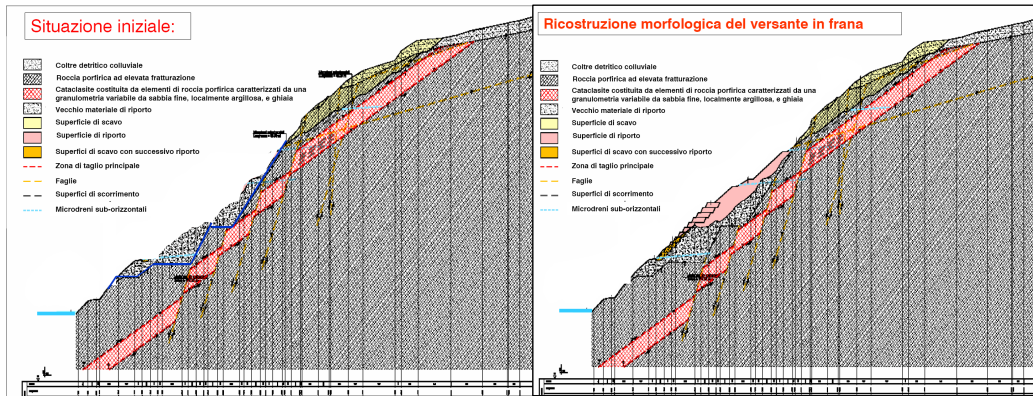 Situazione iniziale:
Coltre detritico colluviale
Roccia porfirica ad elevata fratturazione
Cataclasite costituita da elementi di roccia porfirica caratterizzati da una
granulometria variabile da sabbia fine, localmente argillosa, e ghiaia
Vecchio materiale di riporto
Superficie di scavo
Superficie di riporto
Superfici di scavo con successivo riporto
Zona di taglio principale
Faglie
Superfici di scorrimento
Microdreni sub-orizzontali
Ricostruzione morfologica del versante in frana
Coltre detritico colluviale
Roccia porfirica ad elevata fratturazione
Cataclasite costituita da elementi di roccia porfirica caratterizzati da una
granulometria variabile da sabbia fine, localmente argillosa, e ghiaia
Vecchio materiale di riporto
Superficie di scavo
Superficie di riporto
Superfici di scavo con successivo riporto
Zona di taglio principale
Faglie
Superfici di scorrimento
Microdreni sub-orizzontali